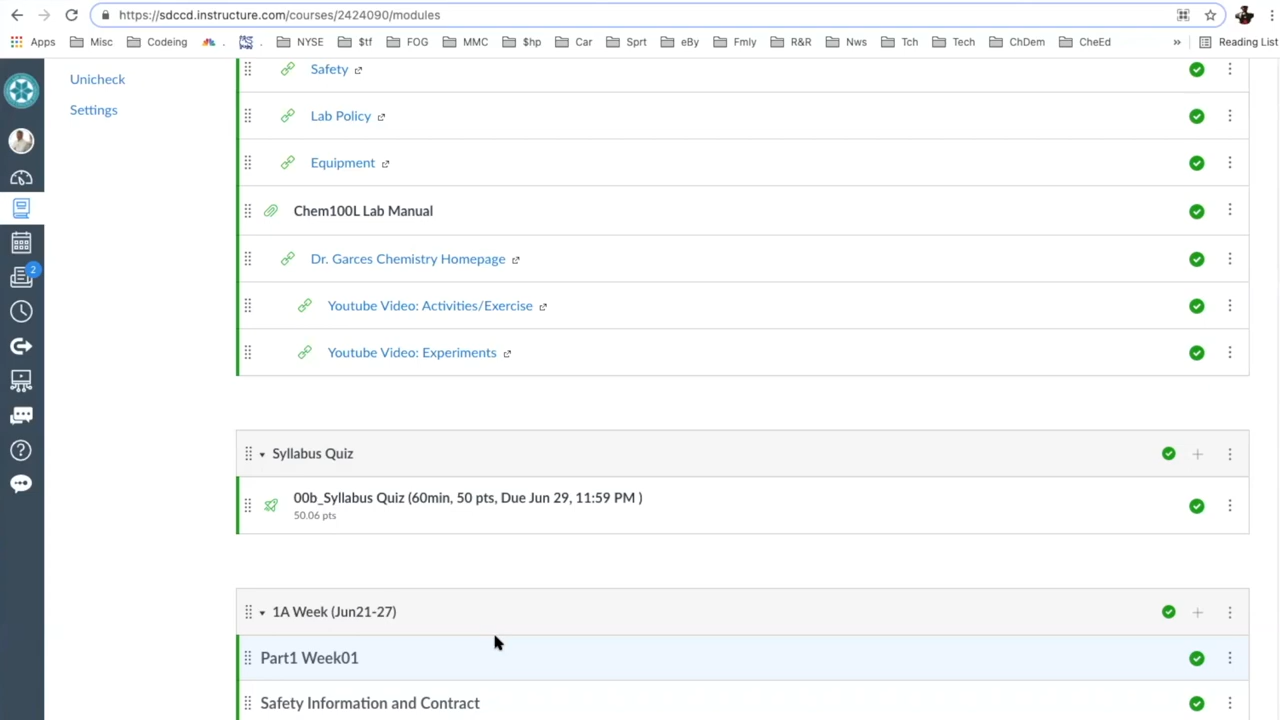 https://sdccd.instructure.com/courses/2424090/modules
Apps Misc Codeing . . NYSE $tf FOG MMC $hp Car Sprt eBy Fmly R&R Nws Tch Tech ChDem CheEd » Reading List
Unicheck
Settings
2
Safety
Lab Policy
Equipment
Chem100L Lab Manual
Dr. Garces Chemistry Homepage
Youtube Video: Activities/Exercise
Youtube Video: Experiments
Syllabus Quiz
00b_Syllabus Quiz (60min, 50 pts, Due Jun 29, 11:59 PM )
50.06 pts
1A Week (Jun21-27)
Part1 Week01
Safety Information and Contract